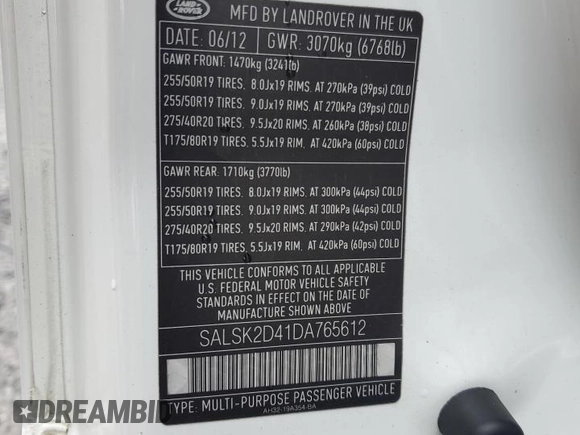 LAND
ROVER
MFD BY LANDROVER IN THE UK
DATE: 06/12 GWR: 3070kg (6768lb)
GAWR FRONT: 1470kg (3241lb)
255/50R19 TIRES. 8.0Jx19 RIMS. AT 270kPa (39psi) COLD
255/50R19 TIRES. 9.0Jx19 RIMS. AT 270kPa (39psi) COLD
275/40R20 TIRES. 9.5Jx20 RIMS. AT 260kPa (38psi) COLD
T175/80R19 TIRES. 5.5Jx19 RIM. AT 420kPa (60psi) COLD
GAWR REAR: 1710kg (3770lb)
255/50R19 TIRES. 8.0Jx19 RIMS. AT 300kPa (44psi) COLD
255/50R19 TIRES. 9.0Jx19 RIMS. AT 300kPa (44psi) COLD
275/40R20 TIRES. 9.5Jx20 RIMS. AT 290kPa (42psi) COLD
T175/80R19 TIRES. 5.5Jx19 RIM. AT 420kPa (60psi) COLD
THIS VEHICLE CONFORMS TO ALL APPLICABLE
U.S. FEDERAL MOTOR VEHICLE SAFETY
STANDARDS IN EFFECT ON THE DATE OF
MANUFACTURE SHOWN ABOVE.
SALSK2D41DA765612
TYPE: MULTI-PURPOSE PASSENGER VEHICLE
AH32-19A354-BA
DREAMBID